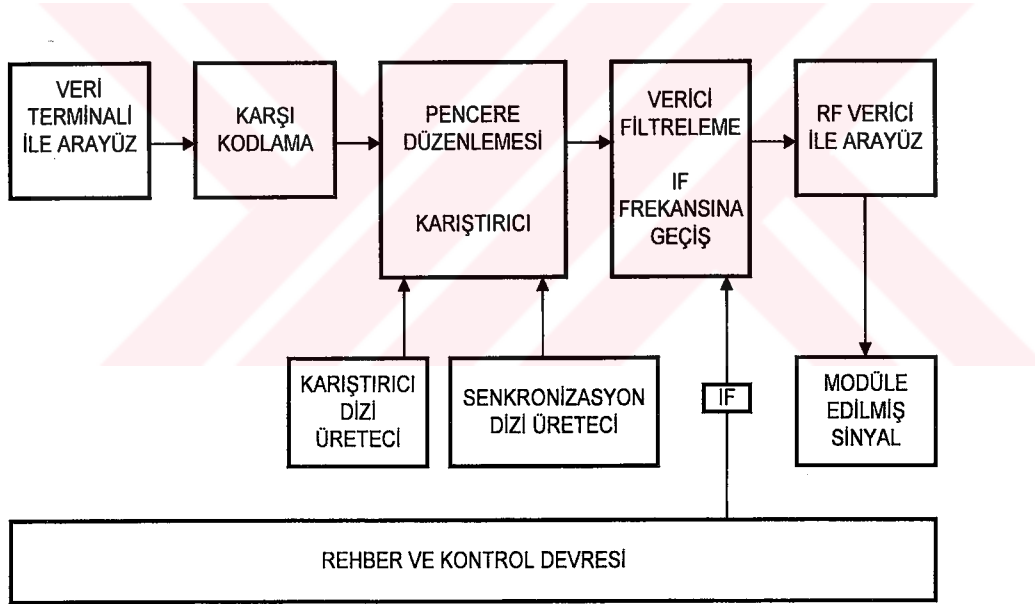 VERİ
TERMİNALİ
İLE ARAYÜZ
KARŞI
KODLAMA
PENCERE
DÜZENLEMESİ
KARIŞTIRICI
VERİCİ
FİLTRELEME
IF
FREKANSINA
GEÇİŞ
RF VERİCİ
İLE ARAYÜZ
KARIŞTIRICI
DİZİ
ÜRETECİ
SENKRONİZASYON
DİZİ ÜRETECİ
IF
MODÜLE
EDİLMİŞ
SİNYAL
REHBER VE KONTROL DEVRESİ